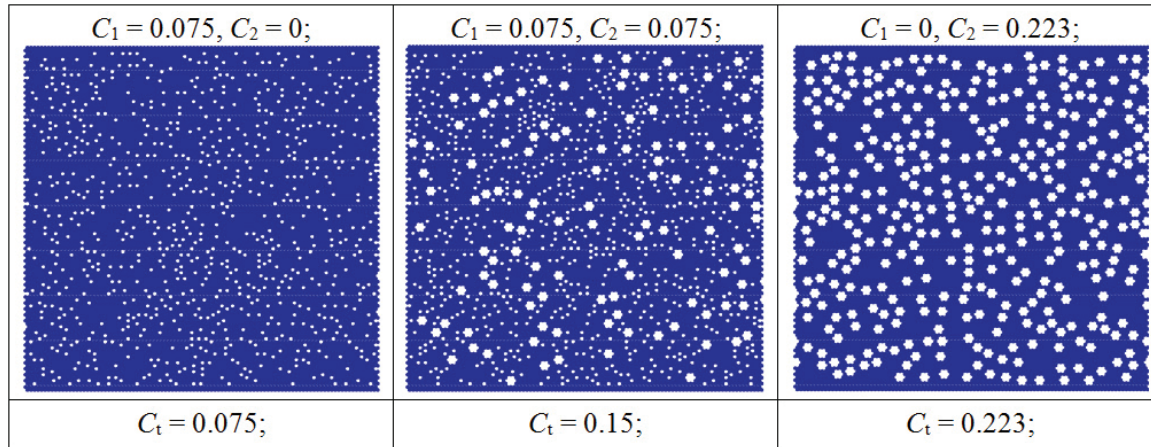 C₁ = 0.075, C₂ = 0;
C₁ = 0.075, C₂ = 0.075;
C₁ = 0, C₂ = 0.223;
Cₜ = 0.075;
Cₜ = 0.15;
Cₜ = 0.223;